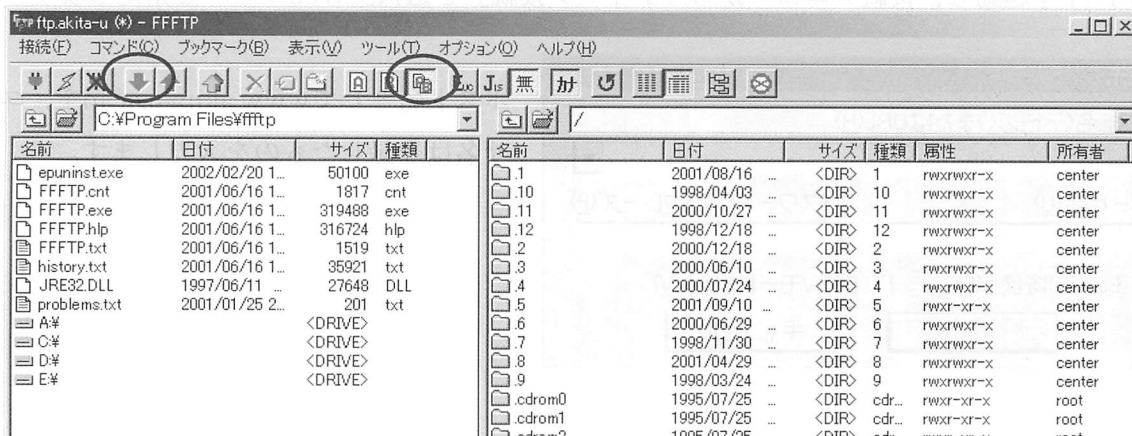 ftp.akita-u (*) - FFFTP
接続(F) コマンド(C) ブックマーク(B) 表示(V) ツール(T) オプション(O) ヘルプ(H)
無 ｶﾅ
C:¥Program Files¥ffftp /
名前 日付 サイズ 種類 名前 日付 サイズ 種類 属性 所有者
epuninst.exe 2002/02/20 1... 50100 exe .1 2001/08/16 ... <DIR> 1 rwxrwxr-x center
FFFTP.cnt 2001/06/16 1... 1817 cnt .10 1998/04/03 ... <DIR> 10 rwxrwxr-x center
FFFTP.exe 2001/06/16 1... 319488 exe .11 2000/10/27 ... <DIR> 11 rwxrwxr-x center
FFFTP.hlp 2001/06/16 1... 316724 hlp .12 1998/12/18 ... <DIR> 12 rwxrwxr-x center
FFFTP.txt 2001/06/16 1... 1519 txt .2 2000/12/18 ... <DIR> 2 rwxrwxr-x center
history.txt 2001/06/16 1... 35921 txt .3 2000/06/10 ... <DIR> 3 rwxrwxr-x center
JRE32.DLL 1997/06/11 ... 27648 DLL .4 2000/07/24 ... <DIR> 4 rwxrwxr-x center
problems.txt 2001/01/25 2... 201 txt .5 2001/09/10 ... <DIR> 5 rwxr-xr-x center
A:¥ <DRIVE> .6 2000/06/29 ... <DIR> 6 rwxrwxr-x center
C:¥ <DRIVE> .7 1998/11/30 ... <DIR> 7 rwxrwxr-x center
D:¥ <DRIVE> .8 2001/04/29 ... <DIR> 8 rwxrwxr-x center
E:¥ <DRIVE> .9 1998/03/24 ... <DIR> 9 rwxrwxr-x center
.cdrom0 1995/07/25 ... <DIR> cdr... rwxr-xr-x root
.cdrom1 1995/07/25 ... <DIR> cdr... rwxr-xr-x root